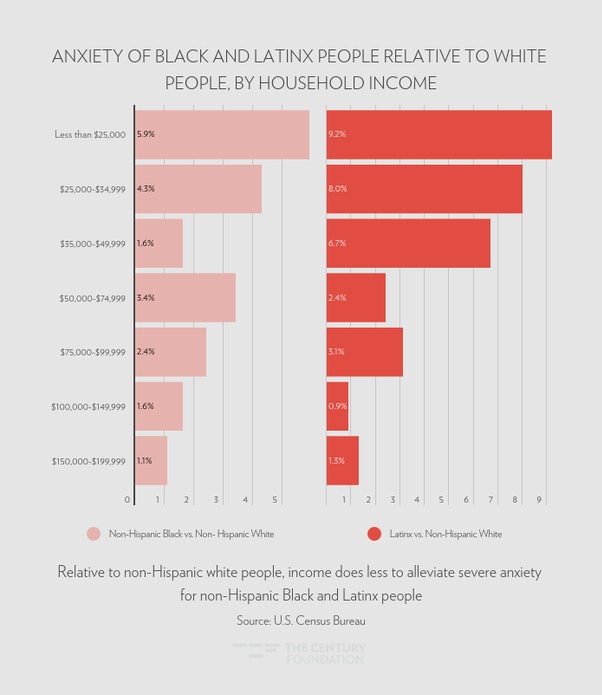 ANXIETY OF BLACK AND LATINX PEOPLE RELATIVE TO WHITE
PEOPLE, BY HOUSEHOLD INCOME
Less than $25,000 5.9% 9.2%
$25,000-$34,999 4.3% 8.0%
$35,000-$49,999 1.6% 6.7%
$50,000-$74,999 3.4% 2.4%
$75,000-$99,999 2.4% 3.1%
$100,000-$149,999 1.6% 0.9%
$150,000-$199,999 1.1% 1.3%
0 1 2 3 4 5 1 2 3 4 5 6 7 8 9
Non-Hispanic Black vs. Non- Hispanic White Latinx vs. Non-Hispanic White
Relative to non-Hispanic white people, income does less to alleviate severe anxiety
for non-Hispanic Black and Latinx people
Source: U.S. Census Bureau
THE CENTURY
FOUNDATION